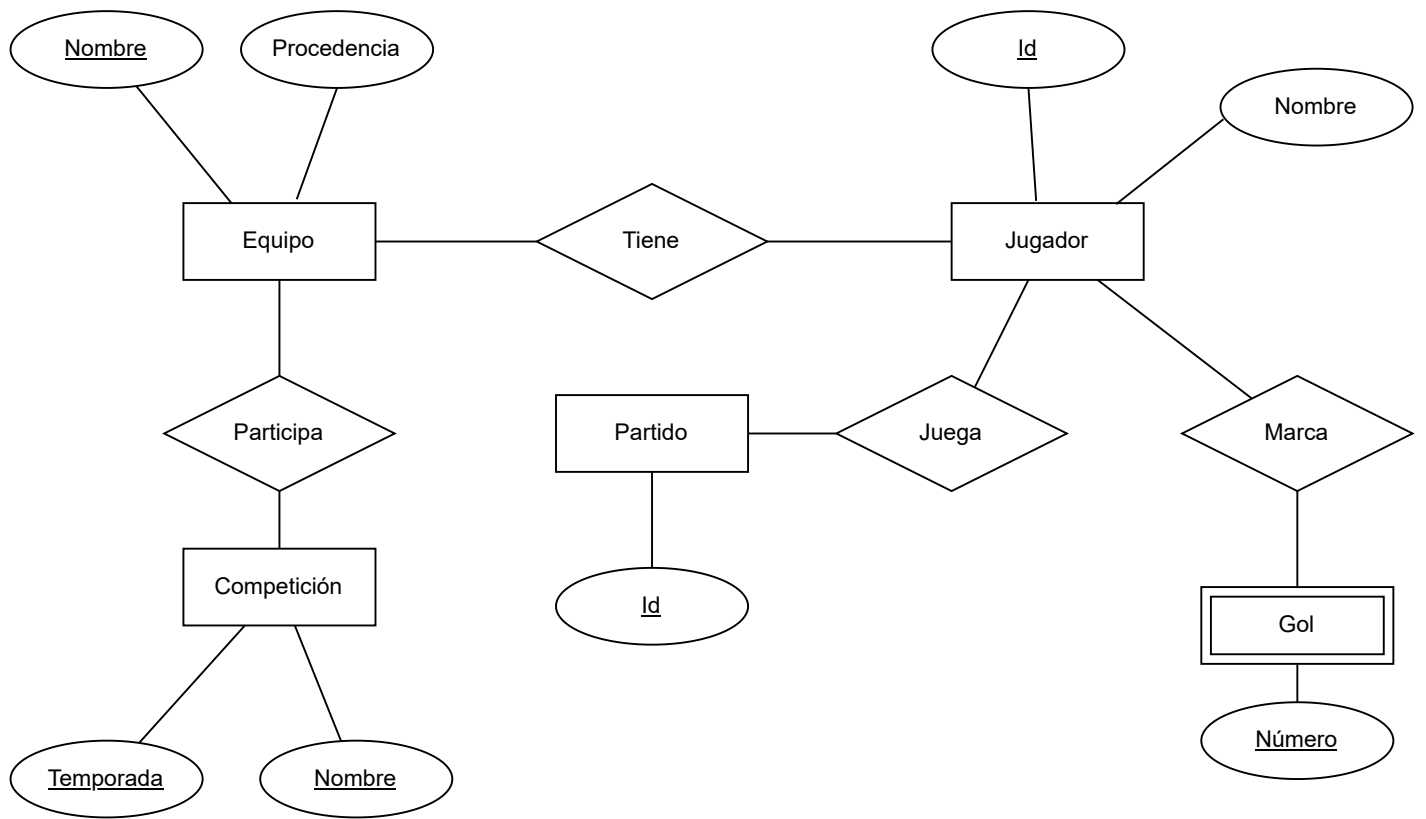 Nombre
Procedencia
Id
Nombre
Equipo
Tiene
Jugador
Participa
Partido
Juega
Marca
Competición
Id
Gol
Temporada
Nombre
Número